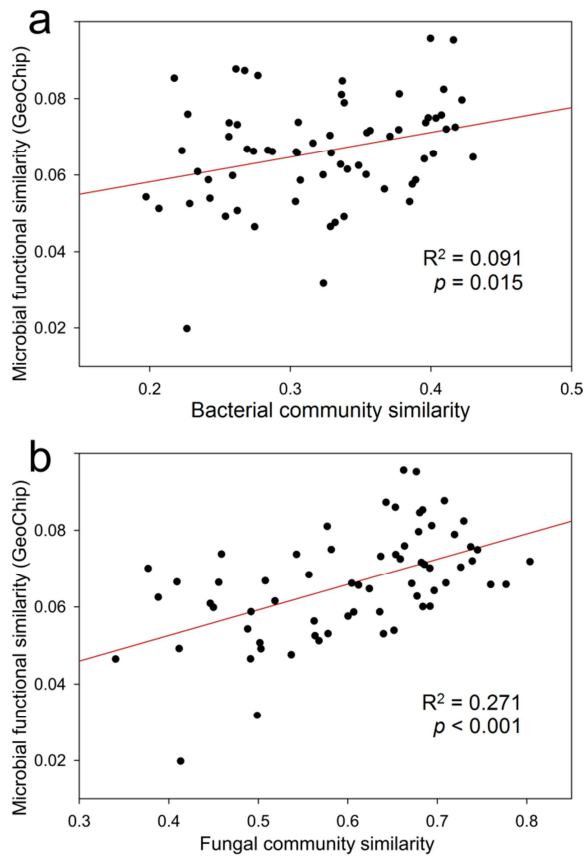 a
Microbial functional similarity (GeoChip)
0.08
0.06
0.04
0.02
R² = 0.091
p = 0.015
0.2 0.3 0.4 0.5
Bacterial community similarity
b
Microbial functional similarity (GeoChip)
0.08
0.06
0.04
0.02
R² = 0.271
p < 0.001
0.3 0.4 0.5 0.6 0.7 0.8
Fungal community similarity